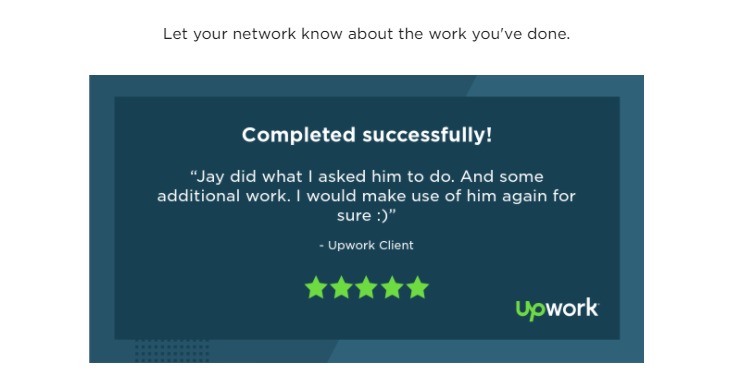 Let your network know about the work you've done.
Completed successfully!
“Jay did what I asked him to do. And some
additional work. I would make use of him again for
sure :)”
- Upwork Client
upwork